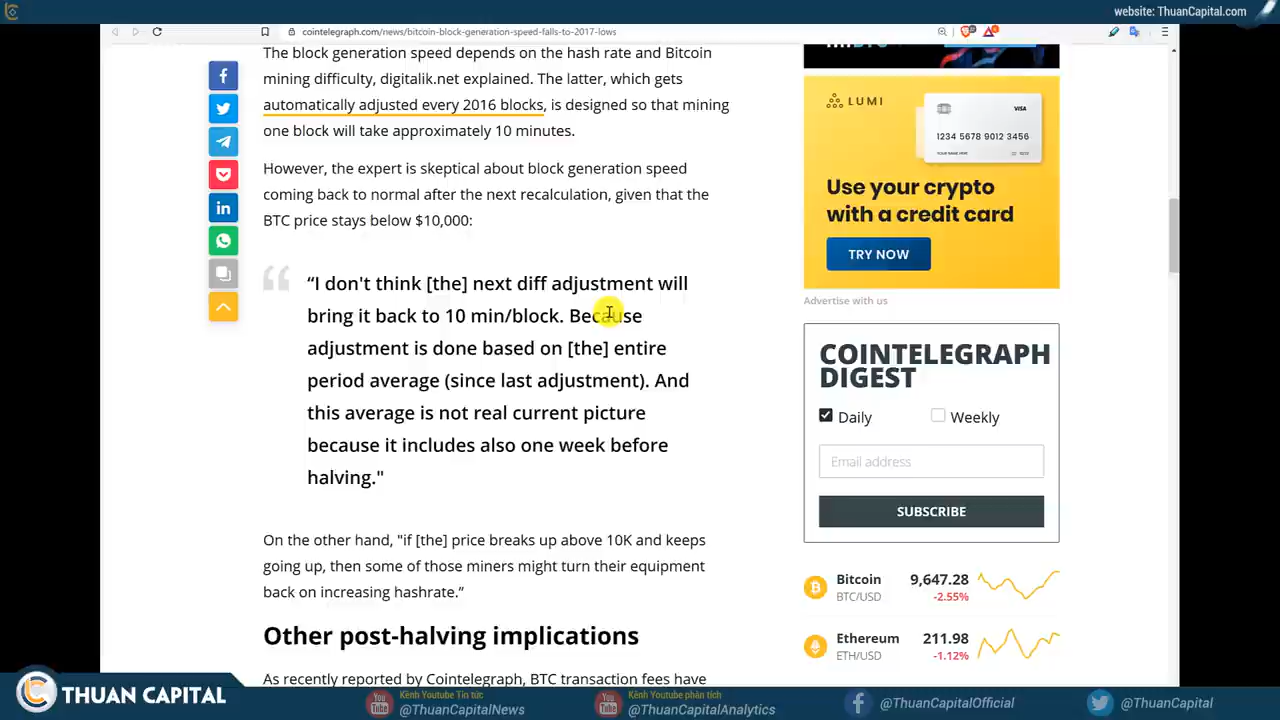 website: ThuanCapital.com
cointelegraph.com/news/bitcoin-block-generation-speed-falls-to-2017-lows
The block generation speed depends on the hash rate and Bitcoin
mining difficulty, digitalik.net explained. The latter, which gets
automatically adjusted every 2016 blocks, is designed so that mining
one block will take approximately 10 minutes.
However, the expert is skeptical about block generation speed
coming back to normal after the next recalculation, given that the
BTC price stays below $10,000:
“I don't think [the] next diff adjustment will
bring it back to 10 min/block. Because
adjustment is done based on [the] entire
period average (since last adjustment). And
this average is not real current picture
because it includes also one week before
halving."
On the other hand, "if [the] price breaks up above 10K and keeps
going up, then some of those miners might turn their equipment
back on increasing hashrate.”
Other post-halving implications
As recently reported by Cointelegraph, BTC transaction fees have
LUMI
VISA
1234 5678 9012 3456
YOUR NAME HERE
Use your crypto
with a credit card
TRY NOW
Advertise with us
COINTELEGRAPH
DIGEST
Daily
Weekly
Email address
SUBSCRIBE
Bitcoin 9,647.28
BTC/USD -2.55%
Ethereum 211.98
ETH/USD -1.12%
THUAN CAPITAL
You Tube
Kênh Youtube Tin tức
@ThuanCapitalNews
You Tube
Kênh Youtube phân tích
@ThuanCapitalAnalytics
@ThuanCapitalOfficial
@ThuanCapital